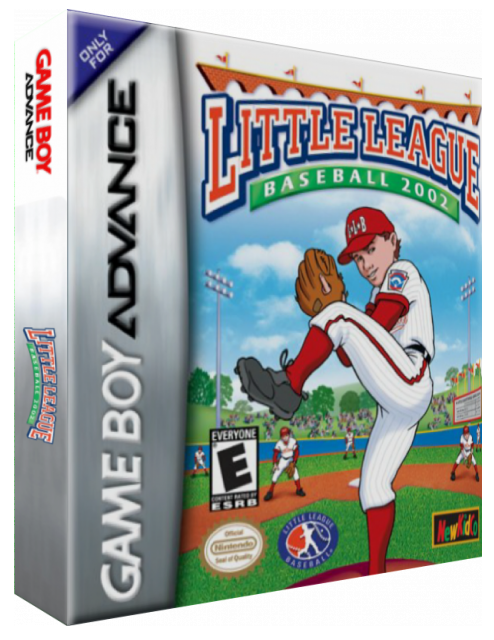 GAME BOY
ADVANCE
LITTLE LEAGUE
BASEBALL 2002
ONLY
FOR
GAME BOY ADVANCE
LITTLE LEAGUE
BASEBALL 2002
EVERYONE
E
CONTENT RATED BY
ESRB
Official
Nintendo
Seal of Quality
LITTLE LEAGUE
BASEBALL
NewKidCo